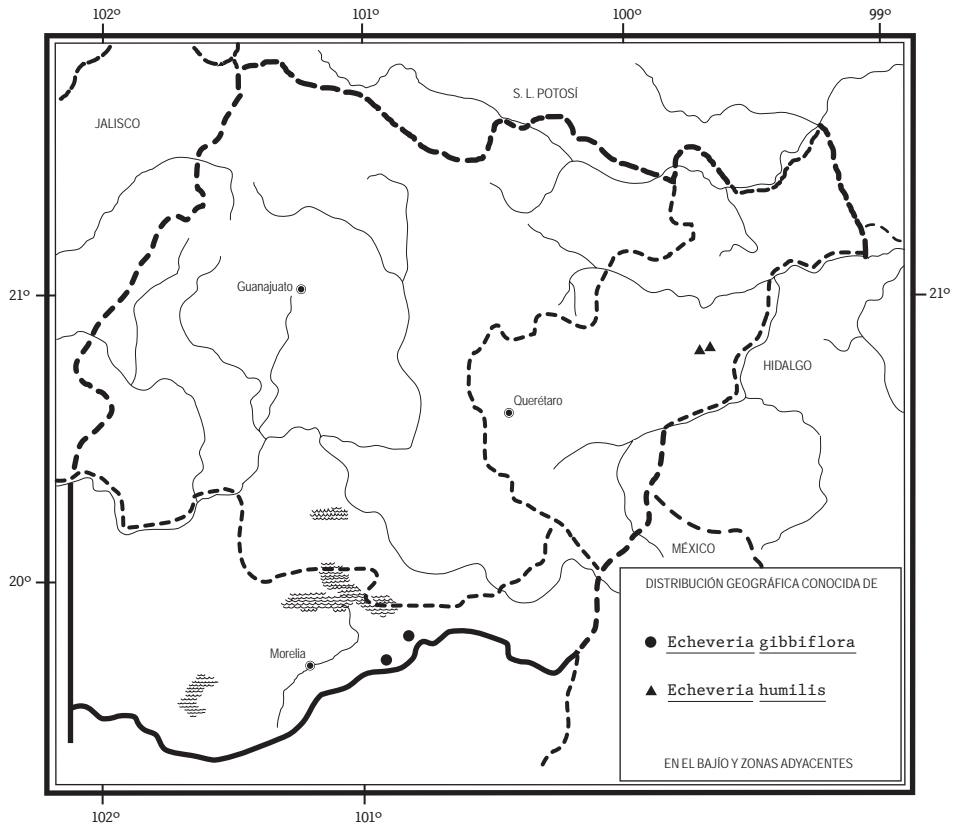 102º 101º 100º 99º
S. L. POTOSÍ
JALISCO
Guanajuato
21º 21º
HIDALGO
Querétaro
MÉXICO
20º
DISTRIBUCIÓN GEOGRÁFICA CONOCIDA DE
Echeveria gibbiflora
Morelia
Echeveria humilis
EN EL BAJÍO Y ZONAS ADYACENTES
102º 101º